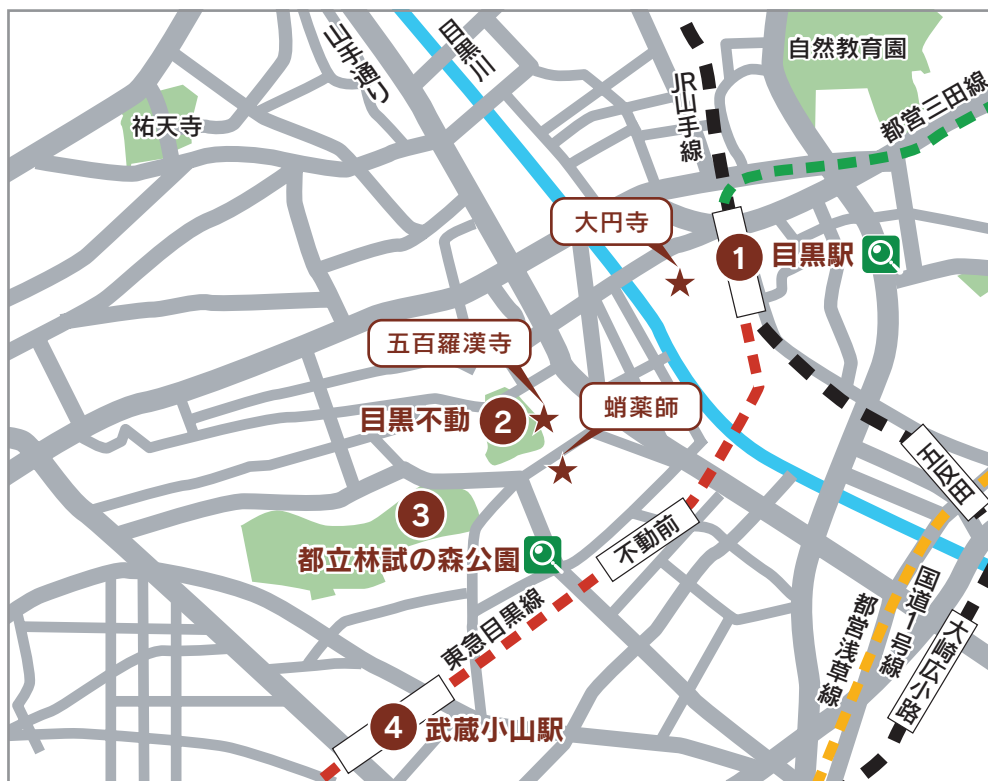 山手通り
目黒川
自然教育園
JR山手線
都営三田線
祐天寺
大円寺
1 目黒駅
五百羅漢寺
蛸薬師
目黒不動 2
五反田
3
都立林試の森公園
不動前
東急目黒線
国道1号線
都営浅草線
大崎広小路
4 武蔵小山駅